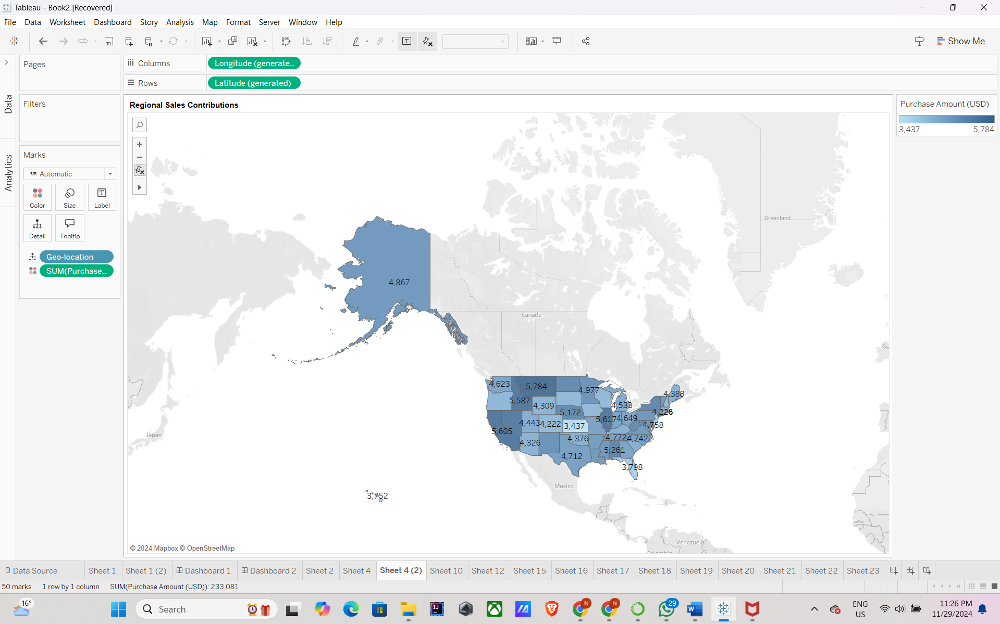 Tableau - Book2 [Recovered]
File Data Worksheet Dashboard Story Analysis Map Format Server Window Help
Show Me
Data
Analytics
Pages
Filters
Marks
Automatic
Color Size Label
Detail Tooltip
Geo-location
SUM(Purchase..
Columns Longitude (generate..
Rows Latitude (generated)
Regional Sales Contributions
Purchase Amount (USD)
3,437 5,784
Greenland
4,867
Canada
4,623
5,784
4,977
4,388
5,587
4,309
4,533
5,172
4,226
5,617
4,649
4,443
4,222
3,437
4,758
Japan
5,605
4,376
4,772
4,742
4,326
5,261
4,712
3,798
Mexico
3,752
Venezuela
Colombia
© 2024 Mapbox © OpenStreetMap
Data Source Sheet 1 Sheet 1 (2) Dashboard 1 Dashboard 2 Sheet 2 Sheet 4 Sheet 4 (2) Sheet 10 Sheet 12 Sheet 15 Sheet 16 Sheet 17 Sheet 18 Sheet 19 Sheet 20 Sheet 21 Sheet 22 Sheet 23
50 marks 1 row by 1 column SUM(Purchase Amount (USD)): 233,081
16°
Search
IJ
N
N
29
W
ENG
US
11:26 PM
11/29/2024